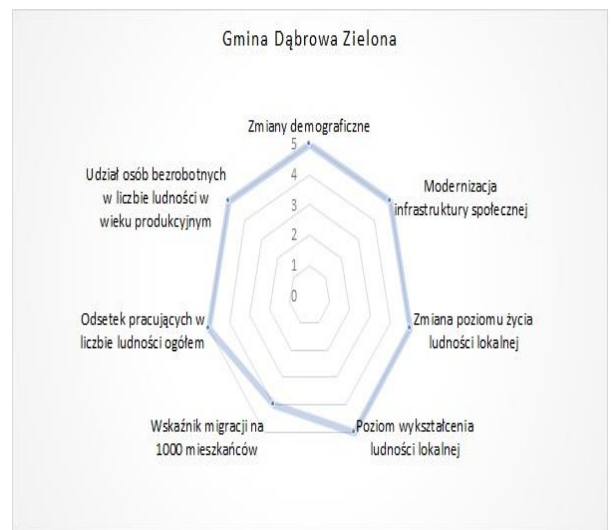 Gmina Dąbrowa Zielona
Zmiany demograficzne
5
4
3
2
1
0
Modernizacja
infrastruktury społecznej
Zmiana poziomu życia
ludności lokalnej
Poziom wykształcenia
ludności lokalnej
Wskaźnik migracji na
1000 mieszkańców
Odsetek pracujących w
liczbie ludności ogółem
Udział osób bezrobotnych
w liczbie ludności w
wieku produkcyjnym